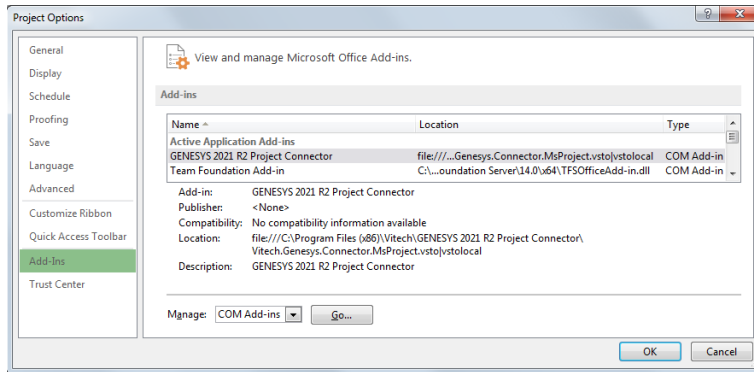 Project Options
General
Display
Schedule
Proofing
Save
Language
Advanced
Customize Ribbon
Quick Access Toolbar
Add-Ins
Trust Center
View and manage Microsoft Office Add-ins.
Add-ins
Name Location Type
Active Application Add-ins
GENESYS 2021 R2 Project Connector file:///...Genesys.Connector.MsProject.vsto|vstolocal COM Add-in
Team Foundation Add-in C:\...oundation Server\14.0\x64\TFSOfficeAdd-in.dll COM Add-in
Add-in: GENESYS 2021 R2 Project Connector
Publisher: <None>
Compatibility: No compatibility information available
Location: file:///C:\Program Files (x86)\Vitech\GENESYS 2021 R2 Project Connector\
Vitech.Genesys.Connector.MsProject.vsto|vstolocal
Description: GENESYS 2021 R2 Project Connector
Manage: COM Add-ins Go...
OK Cancel